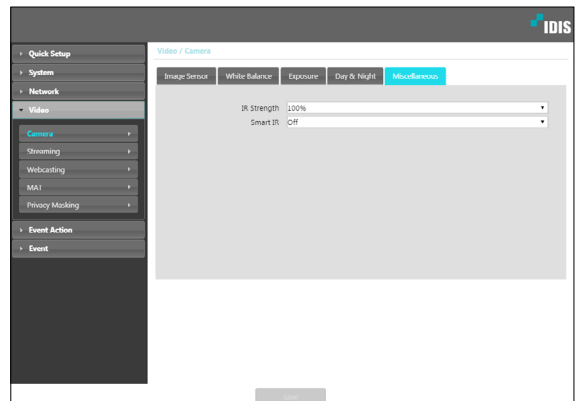 IDIS
Quick Setup
System
Network
Video
Camera
Streaming
Webcasting
MAT
Privacy Masking
Event Action
Event
Video / Camera
Image Sensor White Balance Exposure Day & Night Miscellaneous
IR Strength 100%
Smart IR Off